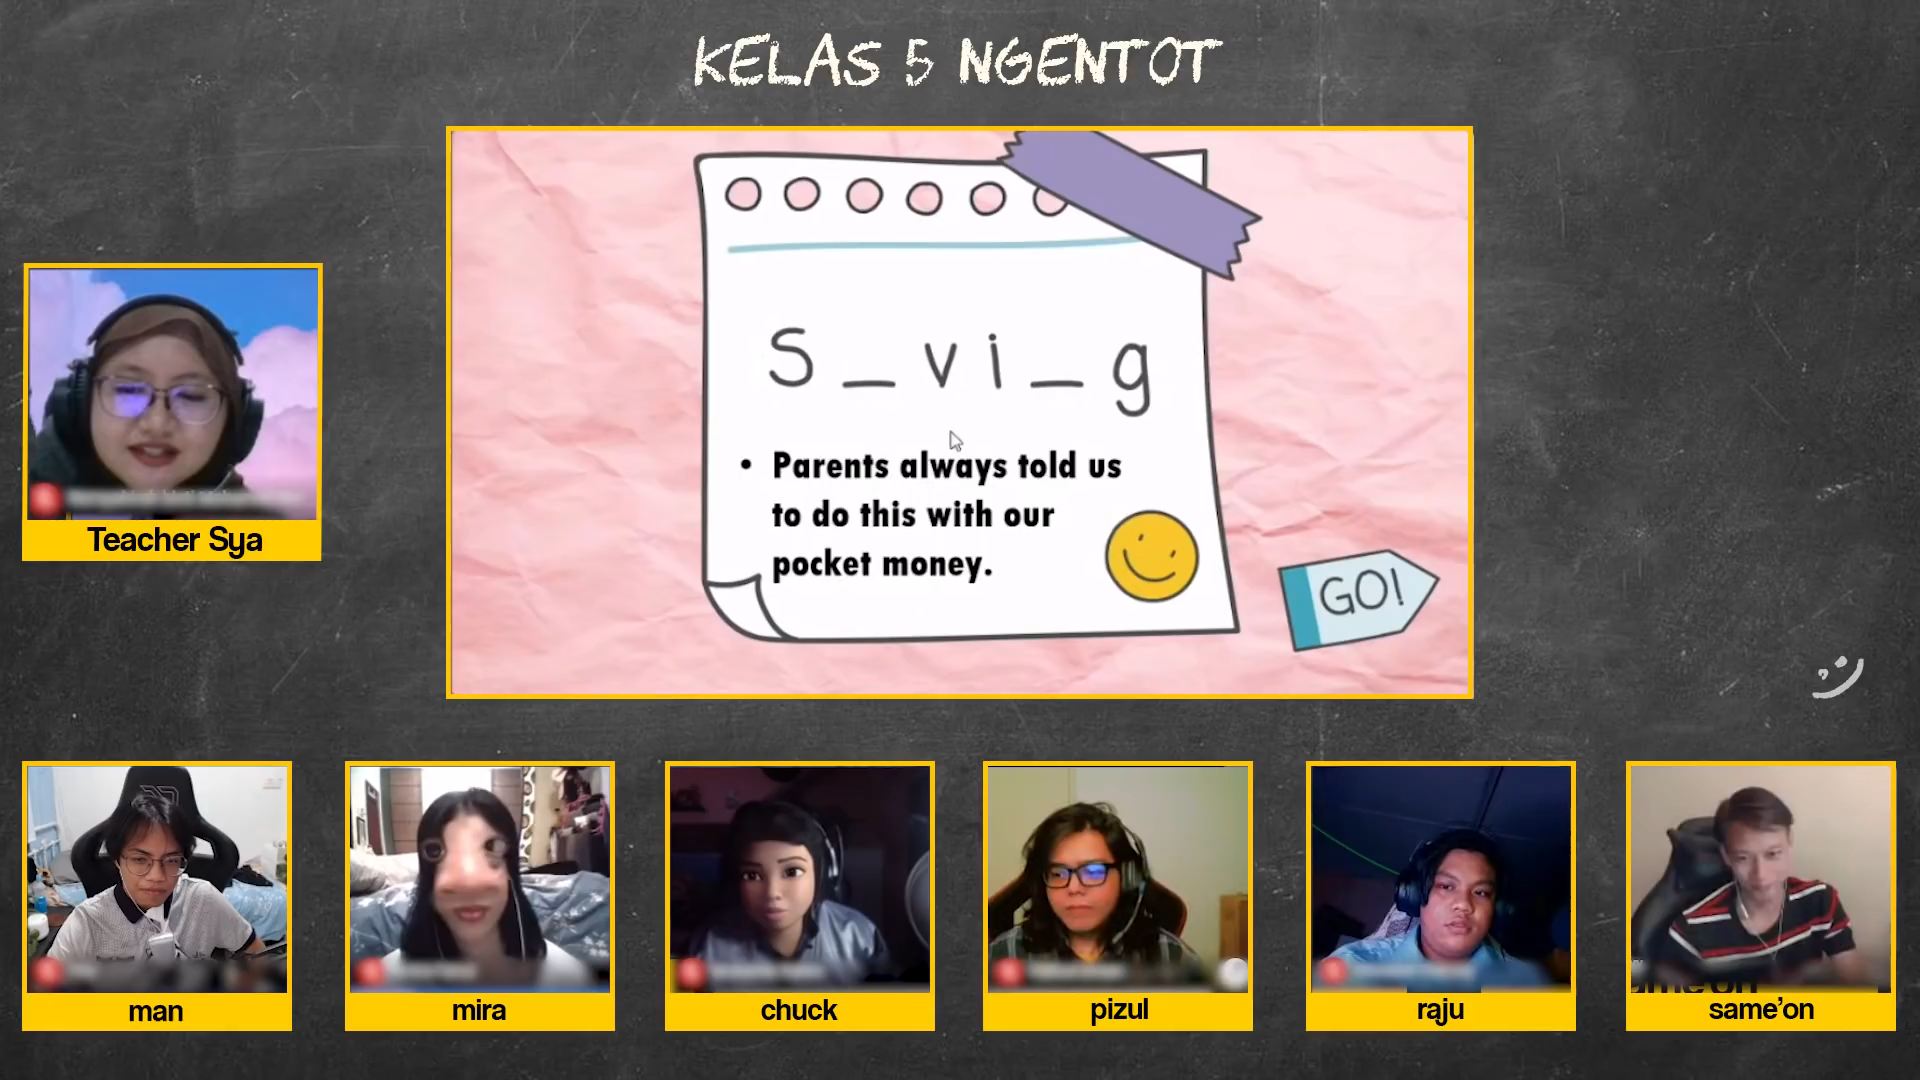 KELAS 5 NGENTOT
S _ v i _ g
• Parents always told us
to do this with our
pocket money.
GO!
Teacher Sya
man
mira
chuck
pizul
raju
same'on